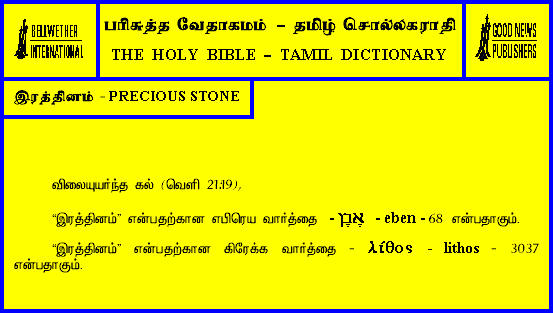 BELLWETHER
INTERNATIONAL
பரிசுத்த வேதாகமம் – தமிழ் சொல்லகராதி
THE HOLY BIBLE – TAMIL DICTIONARY
GOOD NEWS
PUBLISHERS
இரத்தினம் - PRECIOUS STONE
விலையுயர்ந்த கல் (வெளி 21:19),
“இரத்தினம்” என்பதற்கான எபிரெய வார்த்தை - אֶבֶן - eben - 68 என்பதாகும்.
“இரத்தினம்” என்பதற்கான கிரேக்க வார்த்தை - λίθος - lithos - 3037
என்பதாகும்.